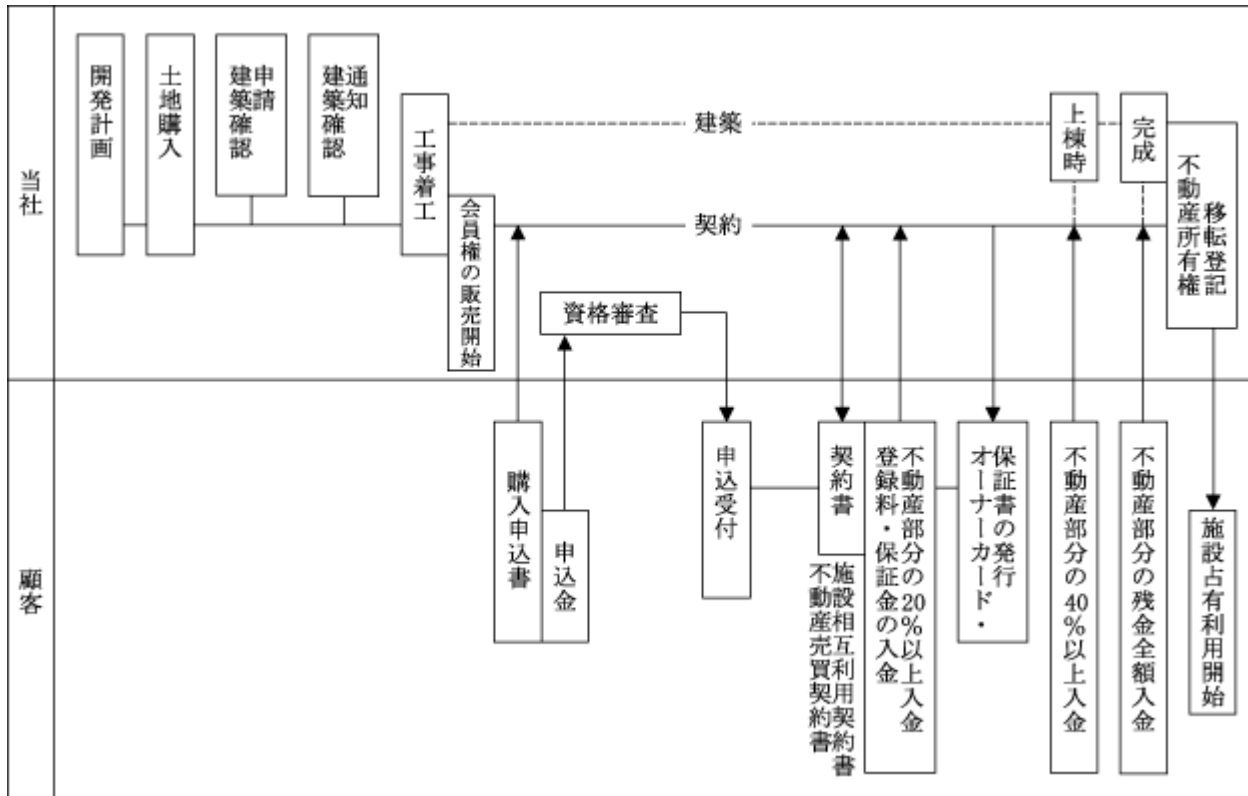 当社
開発計画
土地購入
建築確認
申請
建築確認
通知
工事着工
会員権の販売開始
建築
契約
上棟時
完成
不動産所有権
移転登記
資格審査
顧客
購入申込書
申込金
申込受付
契約書
不動産売買契約書
施設相互利用契約書
登録料・保証金の入金
不動産部分の20%以上入金
オーナーカード・
保証書の発行
不動産部分の40%以上入金
不動産部分の残金全額入金
施設占有利用開始